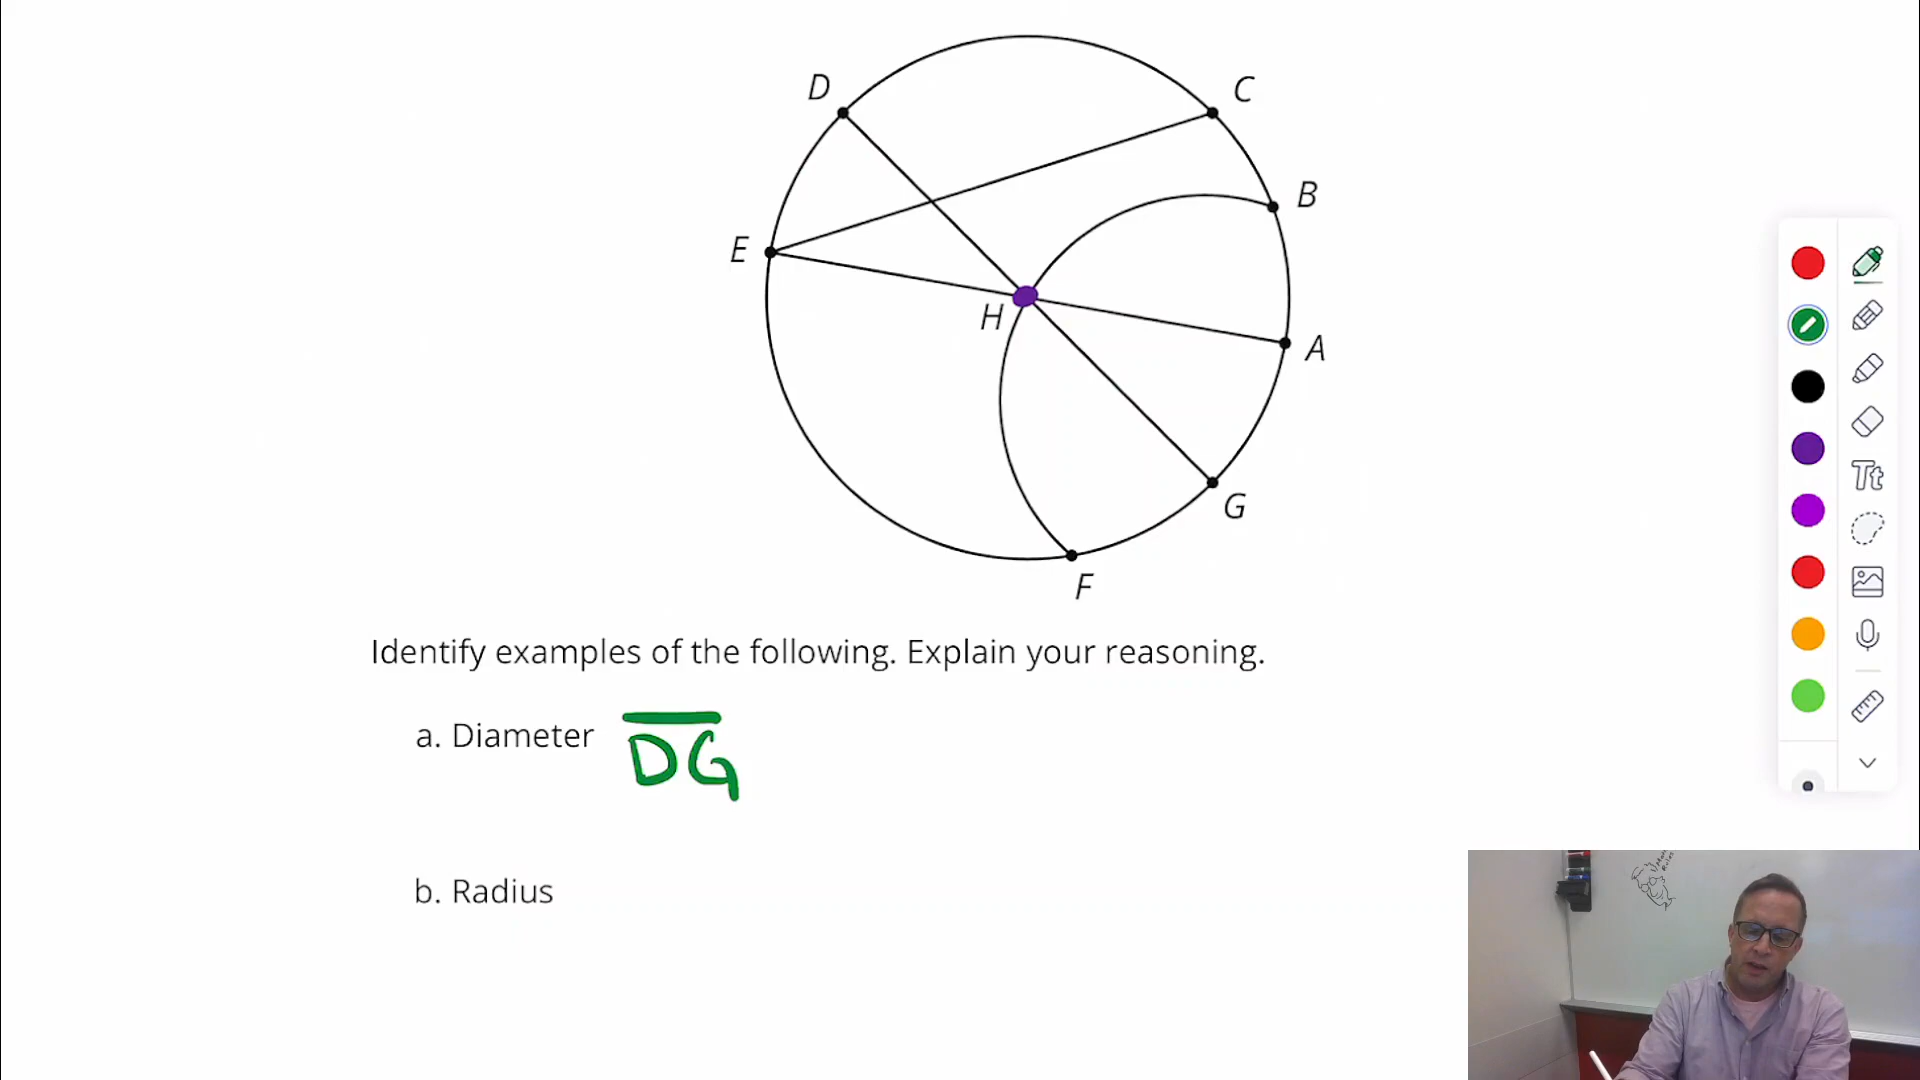 D
C
B
E
H
A
G
F
Identify examples of the following. Explain your reasoning.
a. Diameter DG
b. Radius
Tt